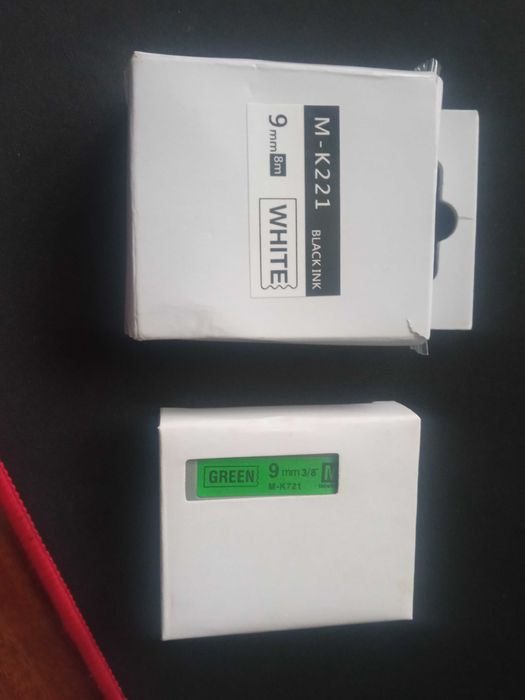 M-K221 BLACK INK
9mm 8m WHITE
GREEN 9mm 3/8"
M-K721